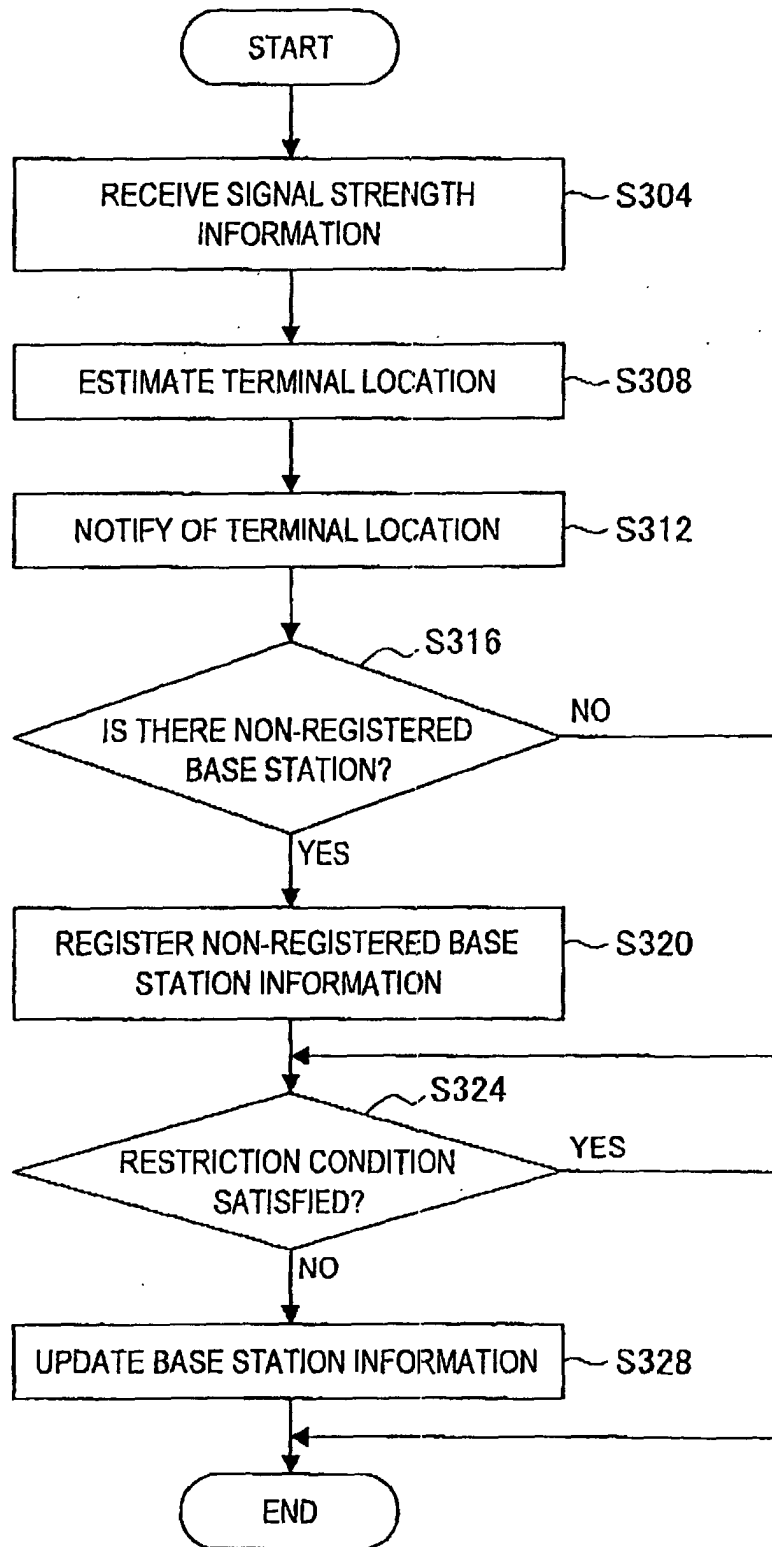 START
RECEIVE SIGNAL STRENGTH
INFORMATION
S304
ESTIMATE TERMINAL LOCATION
S308
NOTIFY OF TERMINAL LOCATION
S312
S316
IS THERE NON-REGISTERED
BASE STATION?
NO
YES
REGISTER NON-REGISTERED BASE
STATION INFORMATION
S320
S324
RESTRICTION CONDITION
SATISFIED?
YES
NO
UPDATE BASE STATION INFORMATION
S328
END